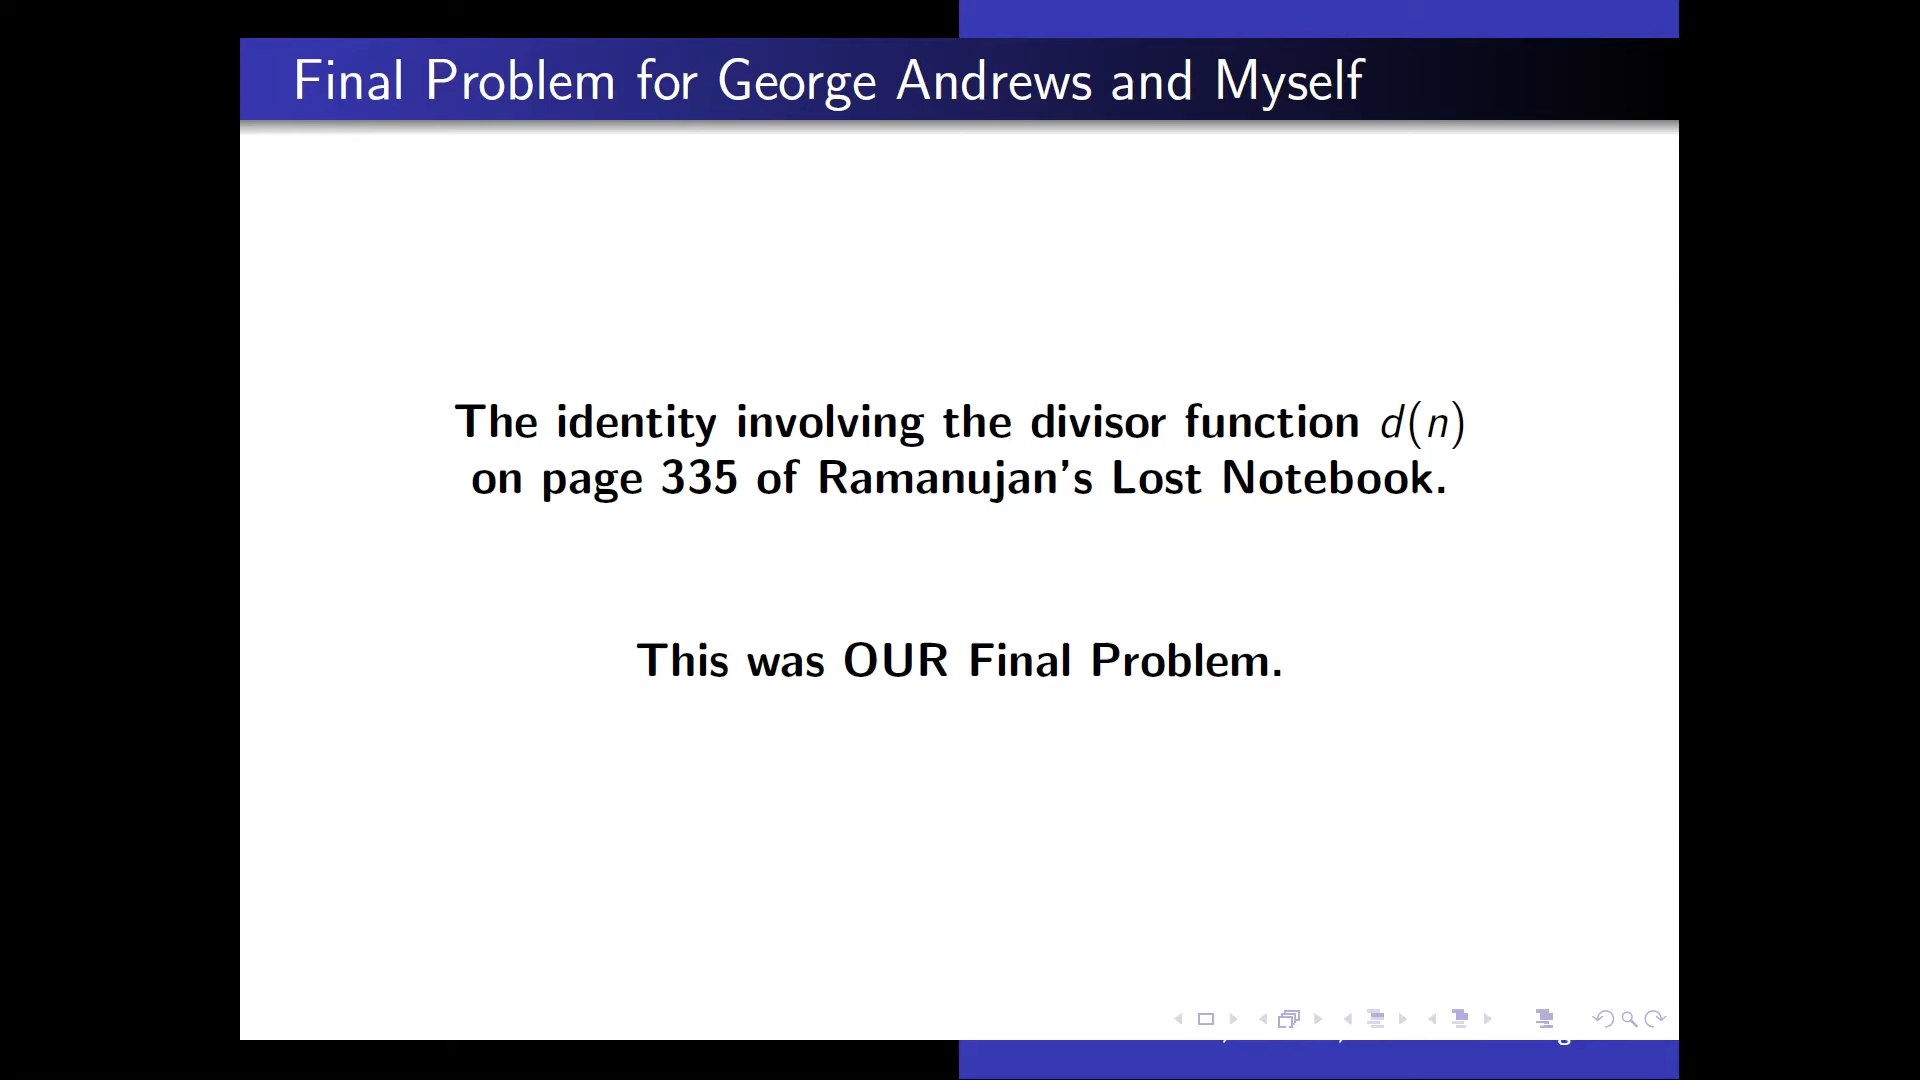 Final Problem for George Andrews and Myself
The identity involving the divisor function d(n)
on page 335 of Ramanujan's Lost Notebook.
This was OUR Final Problem.